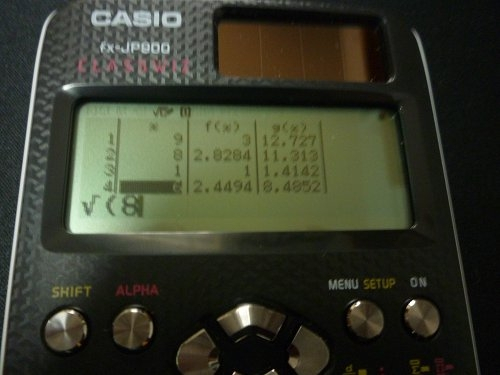 CASIO
fx-JP900
CLASSWIZ
x f(x) g(x)
1 9 3 12.727
2 8 2.8284 11.313
3 1 1 1.4142
4 2.4494 8.4852
√(8
SHIFT ALPHA MENU SETUP ON